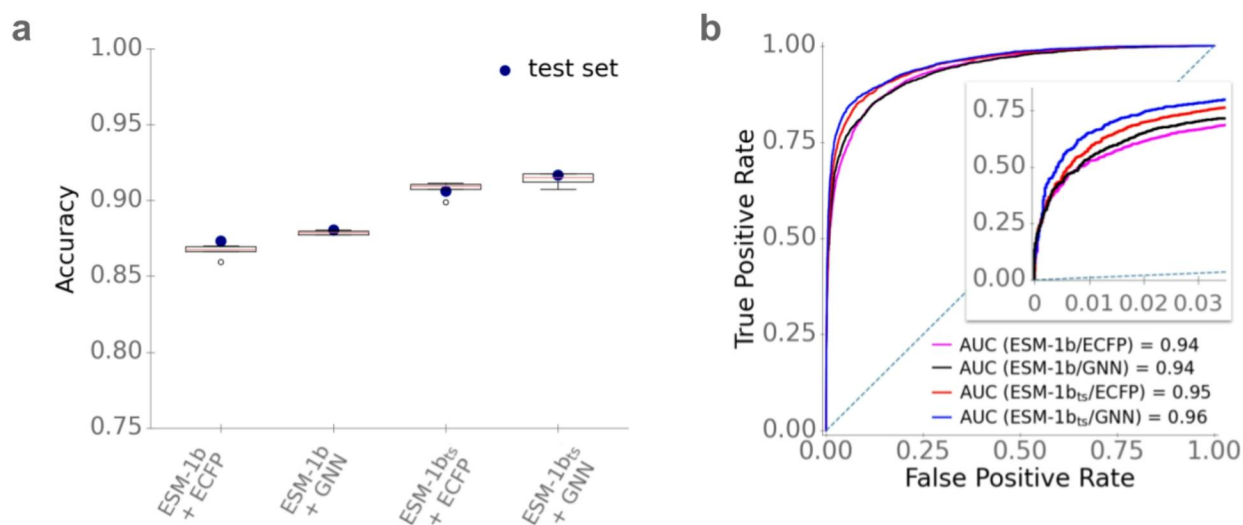 a
1.00
0.95
0.90
0.85
0.80
0.75
Accuracy
test set
ESM-1b
+ ECFP
ESM-1b
+ GNN
ESM-1bts
+ ECFP
ESM-1bts
+ GNN
b
1.00
0.75
0.50
0.25
0.00
True Positive Rate
0.75
0.50
0.25
0.00
0
0.01
0.02
0.03
AUC (ESM-1b/ECFP) = 0.94
AUC (ESM-1b/GNN) = 0.94
AUC (ESM-1bts/ECFP) = 0.95
AUC (ESM-1bts/GNN) = 0.96
0.00
0.25
0.50
0.75
1.00
False Positive Rate